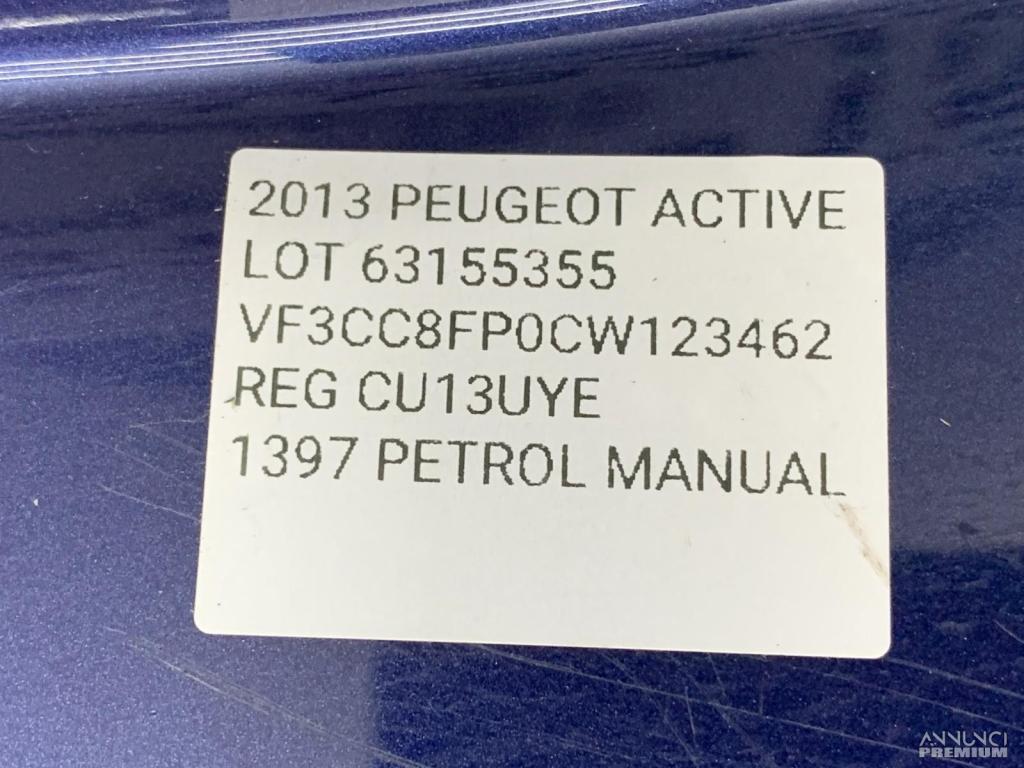 2013 PEUGEOT ACTIVE
LOT 63155355
VF3CC8FP0CW123462
REG CU13UYE
1397 PETROL MANUAL
ANNUNCI
PREMIUM